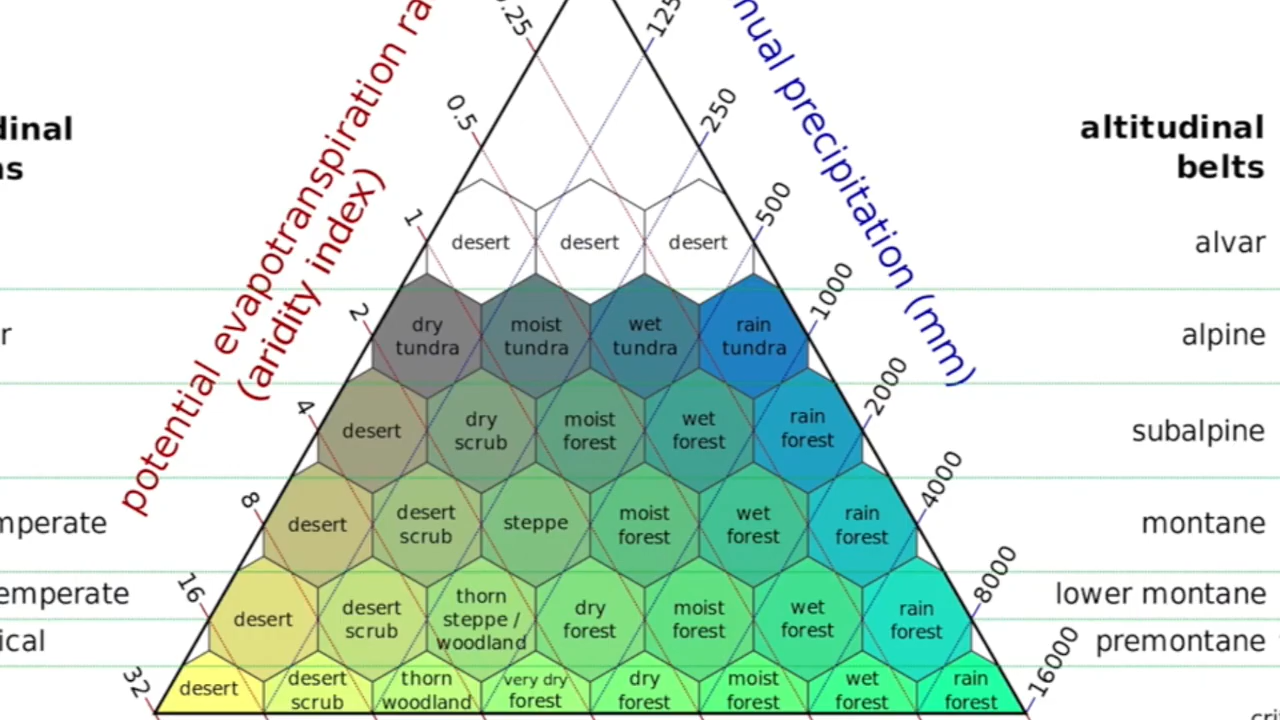 .25
125
potential evapotranspiration ra
(aridity index)
nual precipitation (mm)
dinal
altitudinal
belts
0.5
250
1
500
desert
desert
desert
alvar
2
1000
dry
tundra
moist
tundra
wet
tundra
rain
tundra
r
alpine
4
2000
desert
dry
scrub
moist
forest
wet
forest
rain
forest
subalpine
8
4000
mperate
desert
desert
scrub
steppe
moist
forest
wet
forest
rain
forest
montane
16
8000
emperate
desert
desert
scrub
thorn
steppe /
woodland
dry
forest
moist
forest
wet
forest
rain
forest
lower montane
ical
premontane
32
16000
desert
desert
scrub
thorn
woodland
very dry
forest
dry
forest
moist
forest
wet
forest
rain
forest